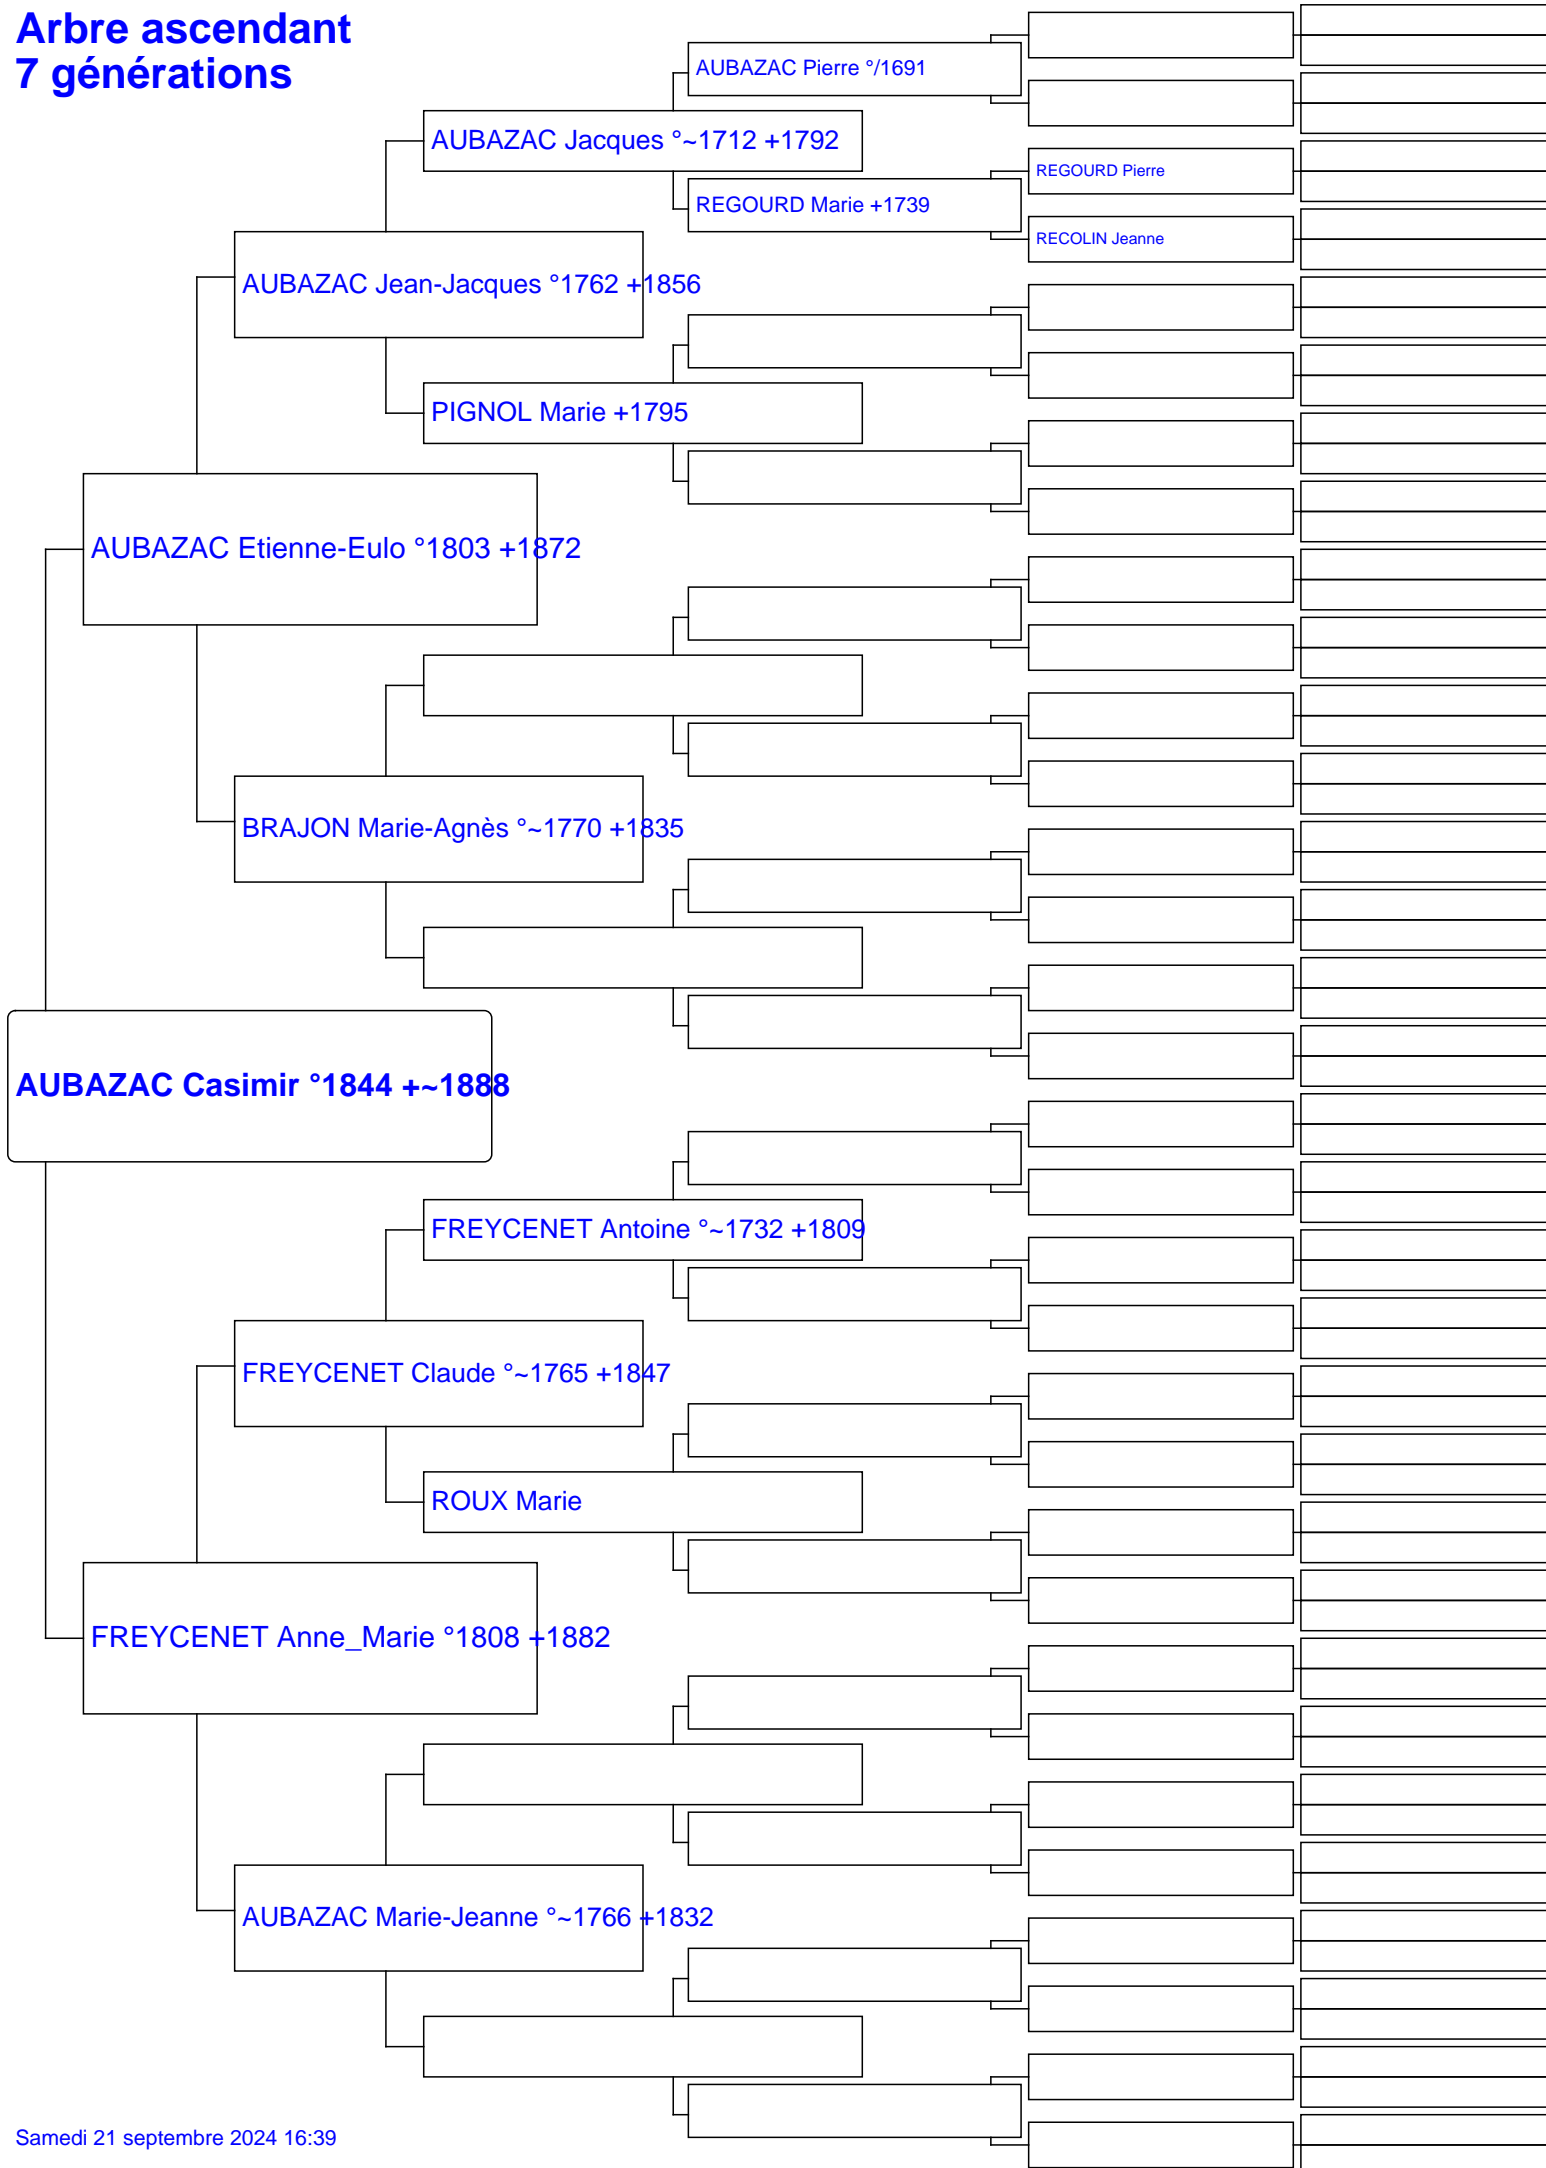 Arbre ascendant
7 générations
AUBAZAC Pierre °/1691
AUBAZAC Jacques °~1712 +1792
REGOURD Pierre
REGOURD Marie +1739
RECOLIN Jeanne
AUBAZAC Jean-Jacques °1762 +1856
PIGNOL Marie +1795
AUBAZAC Etienne-Eulo °1803 +1872
BRAJON Marie-Agnès °~1770 +1835
AUBAZAC Casimir °1844 +~1888
FREYCENET Antoine °~1732 +1809
FREYCENET Claude °~1765 +1847
ROUX Marie
FREYCENET Anne_Marie °1808 +1882
AUBAZAC Marie-Jeanne °~1766 +1832
Samedi 21 septembre 2024 16:39